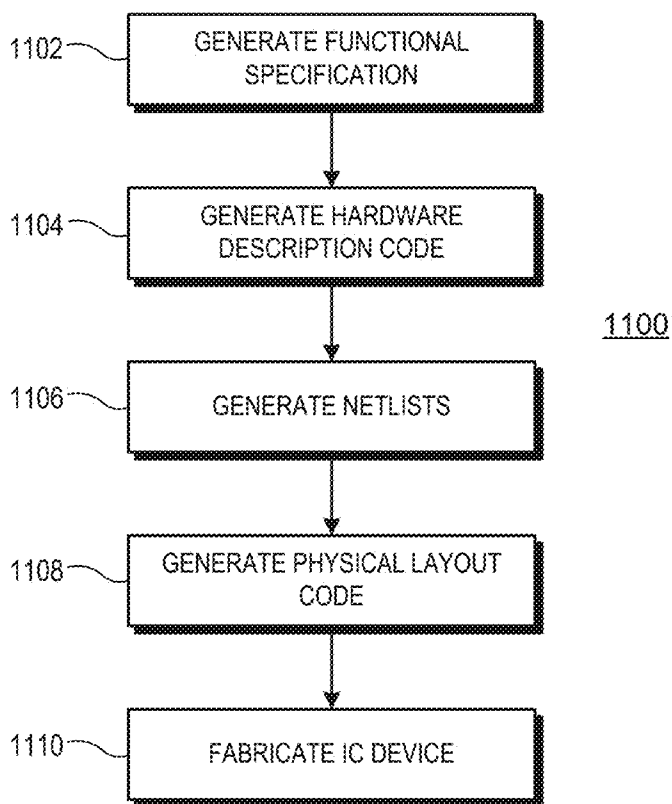 1102
GENERATE FUNCTIONAL
SPECIFICATION
1104
GENERATE HARDWARE
DESCRIPTION CODE
1100
1106
GENERATE NETLISTS
1108
GENERATE PHYSICAL LAYOUT
CODE
1110
FABRICATE IC DEVICE